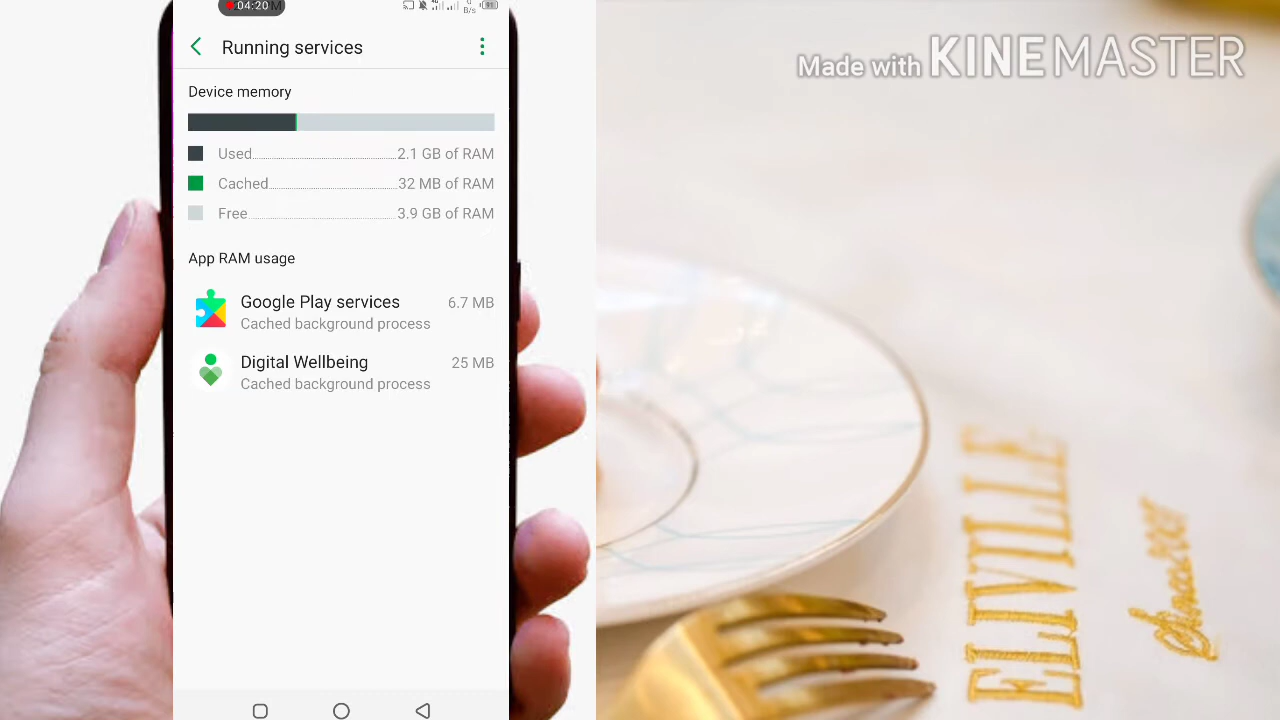 04:20
B/s
Running services
Device memory
Used 2.1 GB of RAM
Cached 32 MB of RAM
Free 3.9 GB of RAM
App RAM usage
Google Play services 6.7 MB
Cached background process
Digital Wellbeing 25 MB
Cached background process
Made with KINEMASTER
ELIVILLE